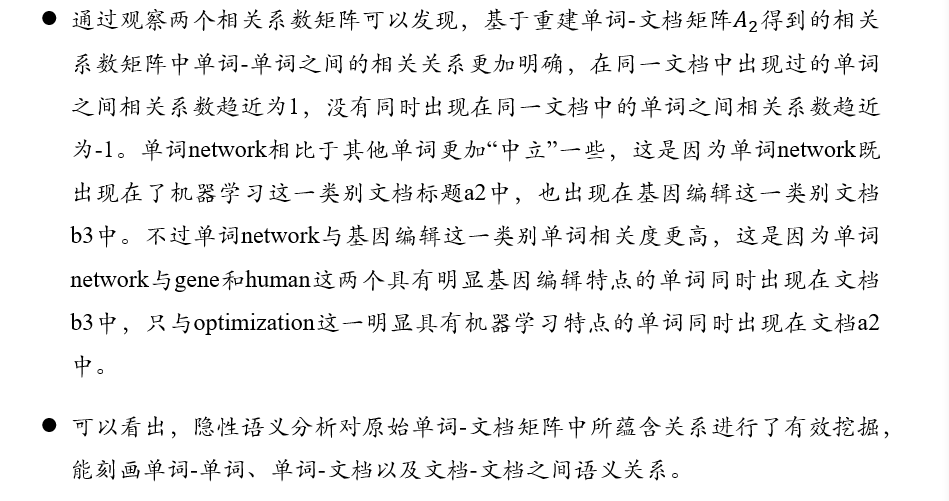 ● 通过观察两个相关系数矩阵可以发现，基于重建单词-文档矩阵A₂得到的相关
系数矩阵中单词-单词之间的相关关系更加明确，在同一文档中出现过的单词
之间相关系数趋近为1，没有同时出现在同一文档中的单词之间相关系数趋近
为-1。单词network相比于其他单词更加“中立”一些，这是因为单词network既
出现在了机器学习这一类别文档标题a2中，也出现在基因编辑这一类别文档
b3中。不过单词network与基因编辑这一类别单词相关度更高，这是因为单词
network与gene和human这两个具有明显基因编辑特点的单词同时出现在文档
b3中，只与optimization这一明显具有机器学习特点的单词同时出现在文档a2
中。
● 可以看出，隐性语义分析对原始单词-文档矩阵中所蕴含关系进行了有效挖掘，
能刻画单词-单词、单词-文档以及文档-文档之间语义关系。